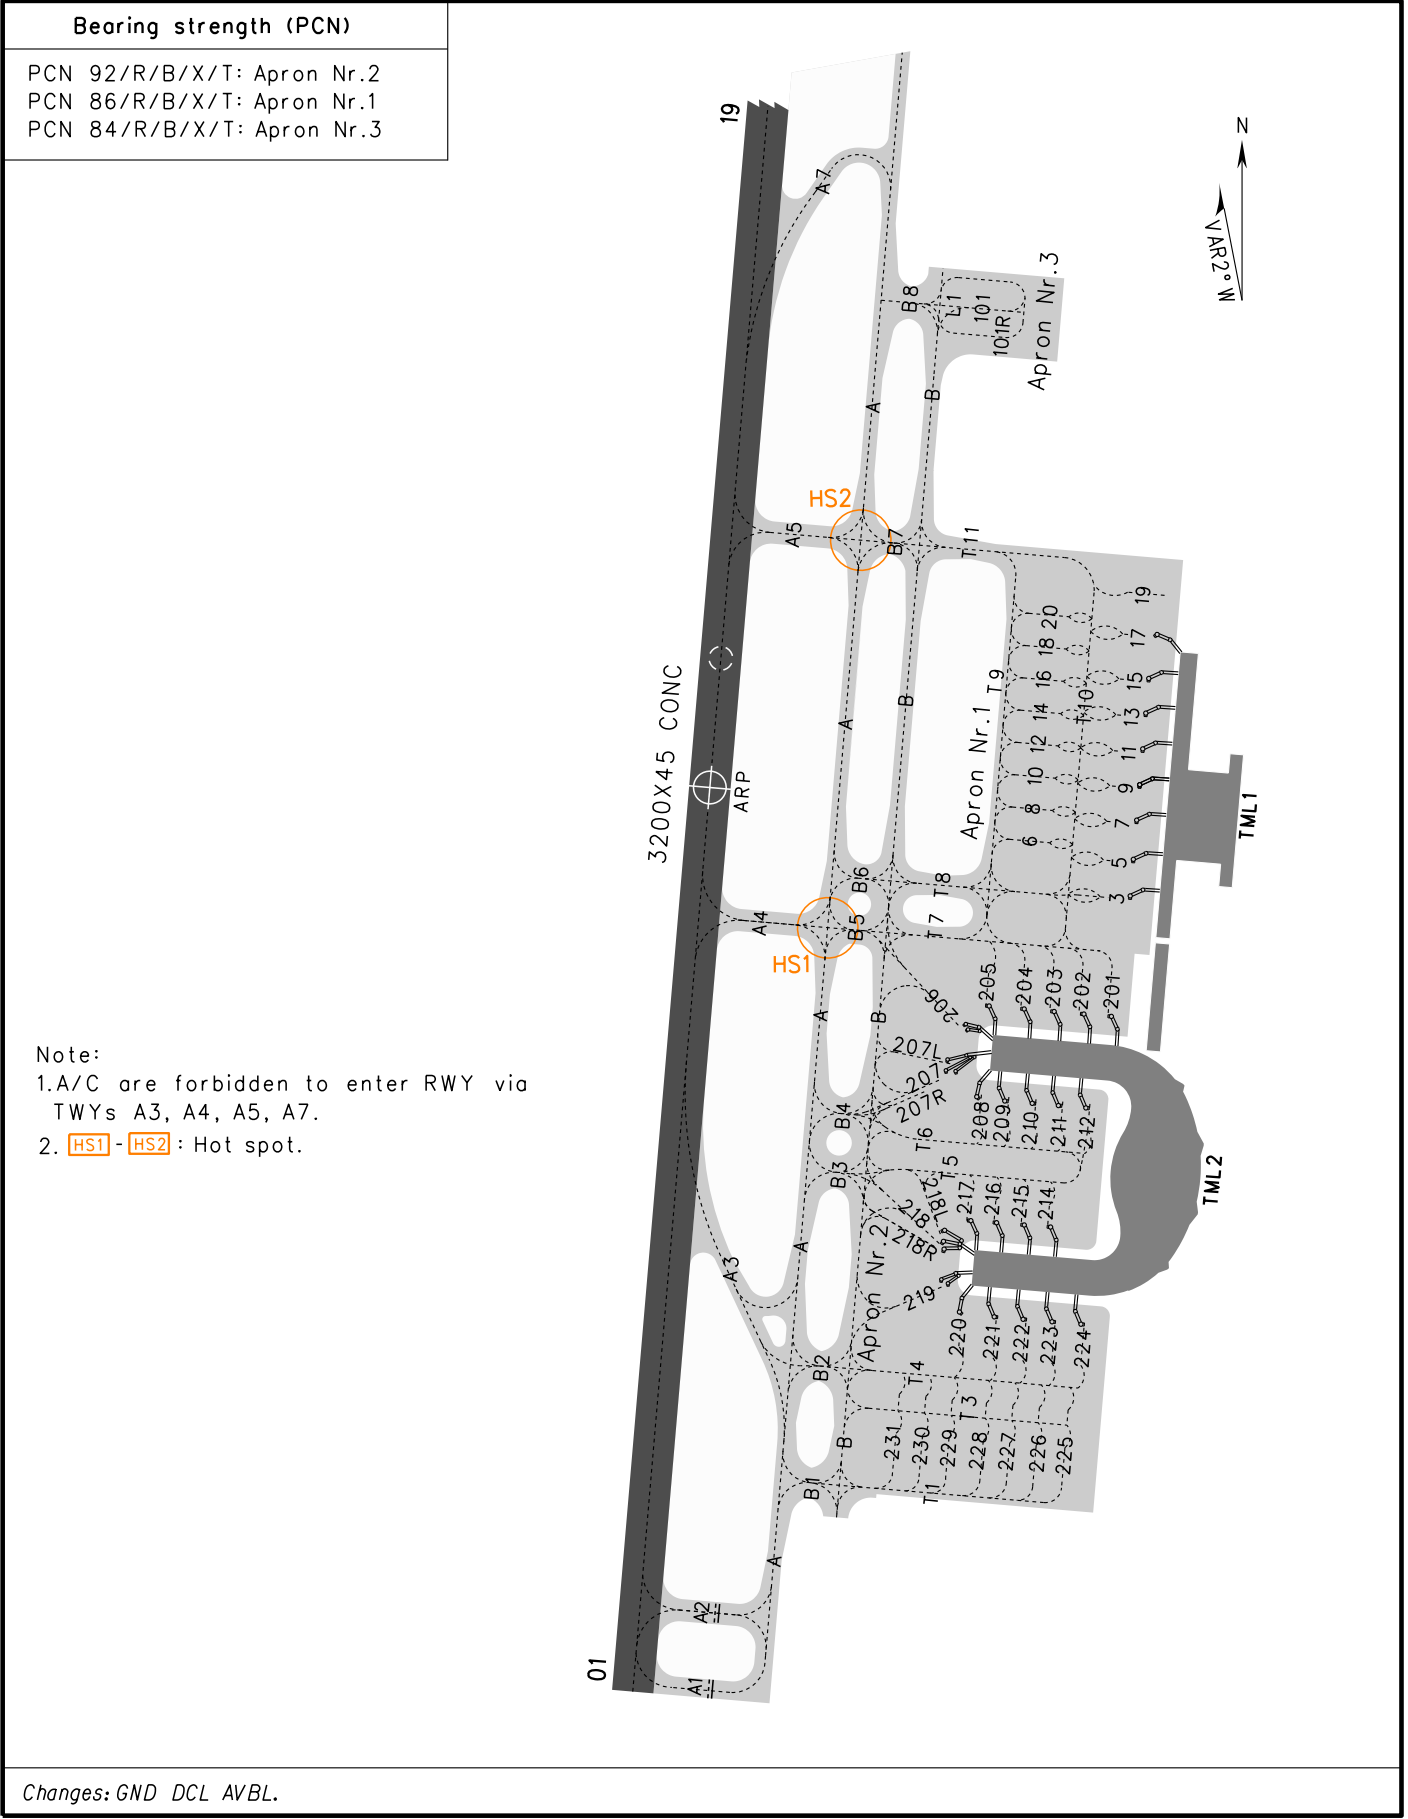 Bearing strength (PCN)
PCN 92/R/B/X/T: Apron Nr.2
PCN 86/R/B/X/T: Apron Nr.1
PCN 84/R/B/X/T: Apron Nr.3
19
N
VAR2°W
A7
B8
L1
101
101R
Apron Nr.3
A
B
HS2
A5
B7
T11
19
20
17
18
T9
16
15
T10
14
13
12
11
10
9
8
7
6
5
3
Apron Nr.1
TML1
3200X45 CONC
ARP
A
B
B6
T8
A4
B5
T7
HS1
205
204
203
202
201
206
A
B
207L
207
207R
B4
T6
208
209
210
211
212
B3
T5
218L
217
216
215
214
218
218R
TML2
A
A3
Apron Nr.2
219
220
221
222
223
224
B2
T4
T3
B
231
230
229
228
227
226
225
B1
T1
A
A2
A1
01
Note:
1.A/C are forbidden to enter RWY via
TWYs A3, A4, A5, A7.
2. HS1 - HS2 : Hot spot.
Changes: GND DCL AVBL.